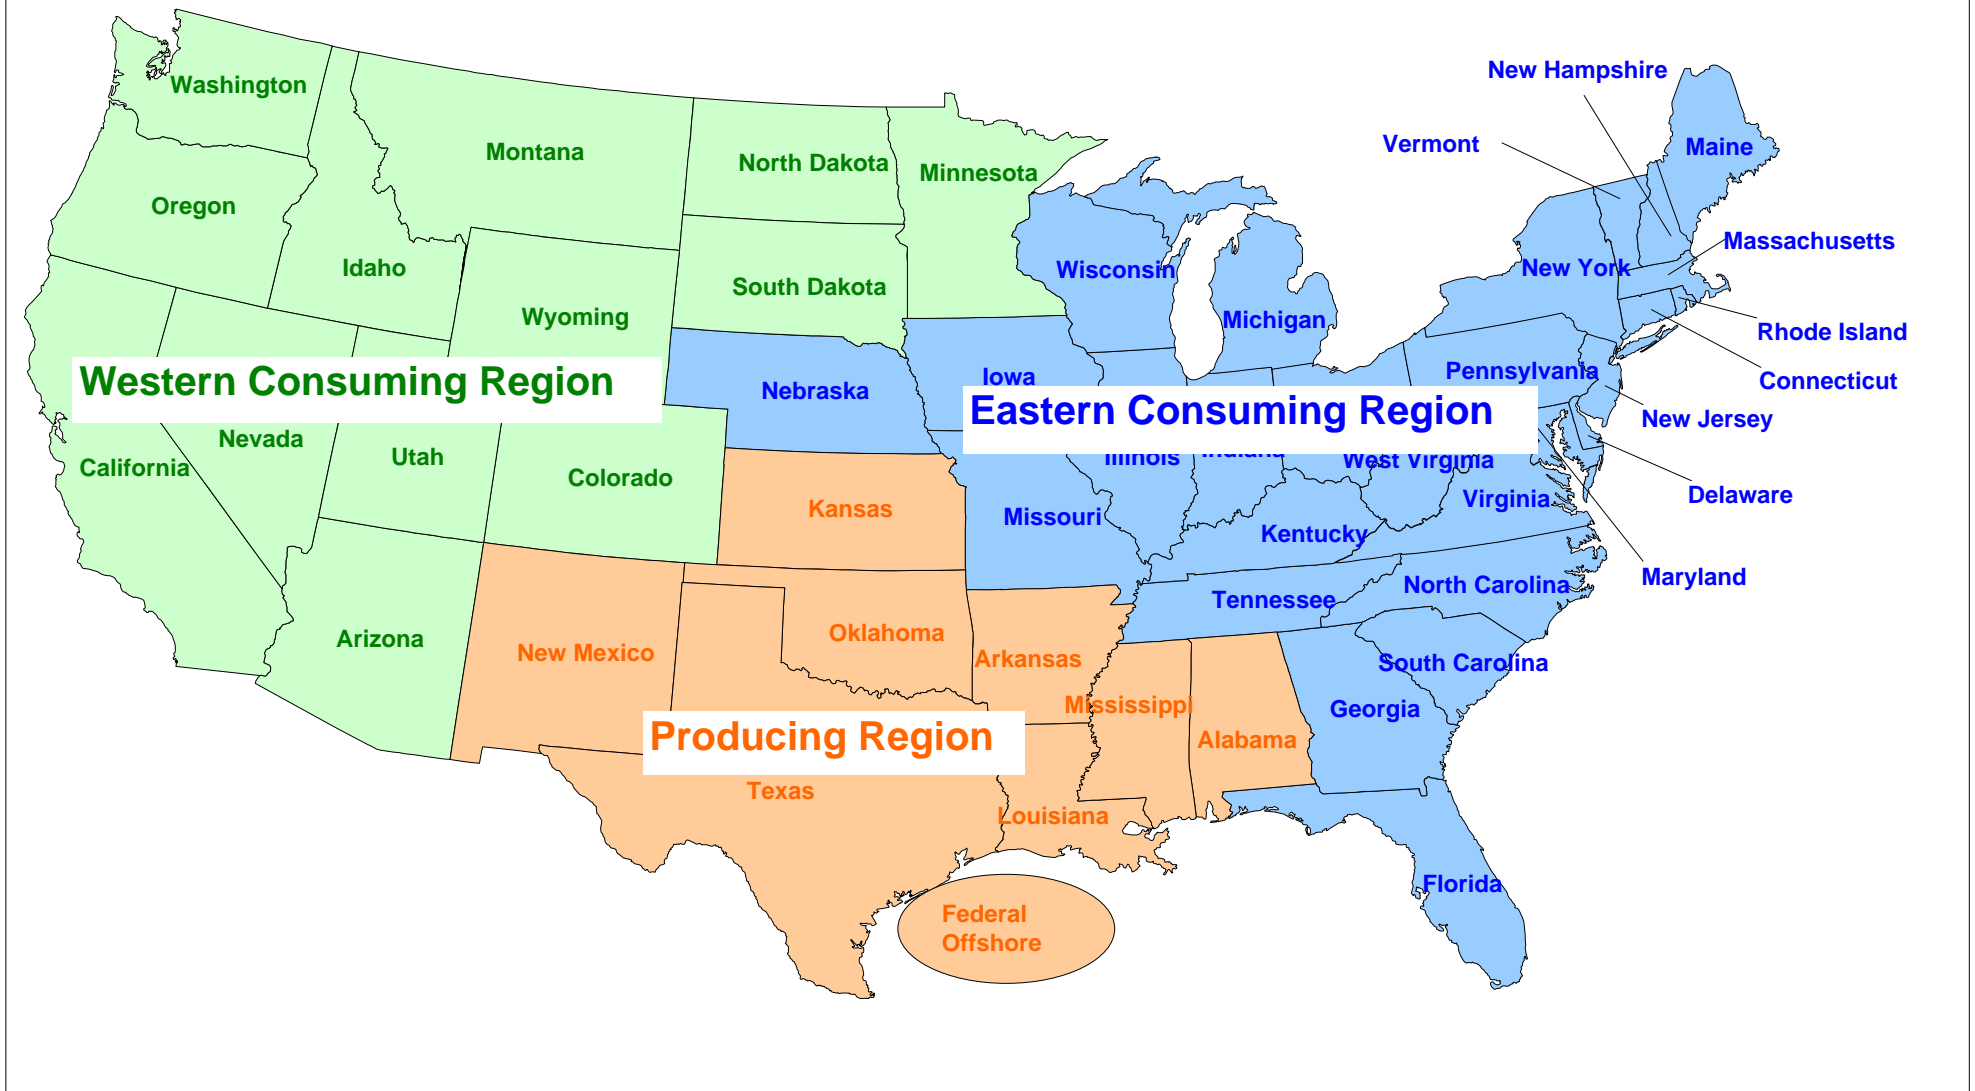 New Hampshire
Washington
Vermont
Maine
Montana
North Dakota
Minnesota
Oregon
Massachusetts
Idaho
New York
Wisconsin
South Dakota
Wyoming
Michigan
Rhode Island
Western Consuming Region
Pennsylvania
Iowa
Connecticut
Nebraska
Eastern Consuming Region
New Jersey
Nevada
Utah
California
Illinois
Indiana
West Virginia
Colorado
Delaware
Virginia
Kansas
Missouri
Kentucky
Maryland
North Carolina
Tennessee
Oklahoma
Arizona
New Mexico
Arkansas
South Carolina
Mississippi
Georgia
Producing Region
Alabama
Texas
Louisiana
Florida
Federal
Offshore